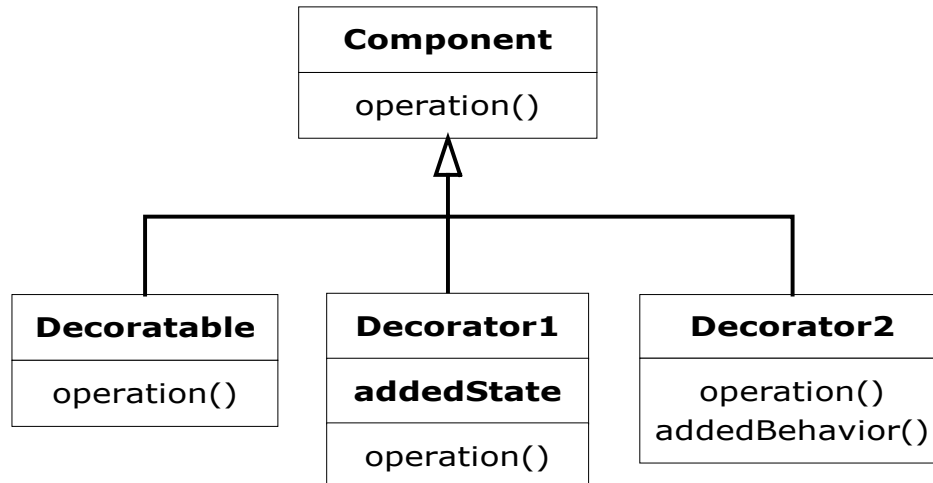 Component
operation()
Decoratable
operation()
Decorator1
addedState
operation()
Decorator2
operation()
addedBehavior()